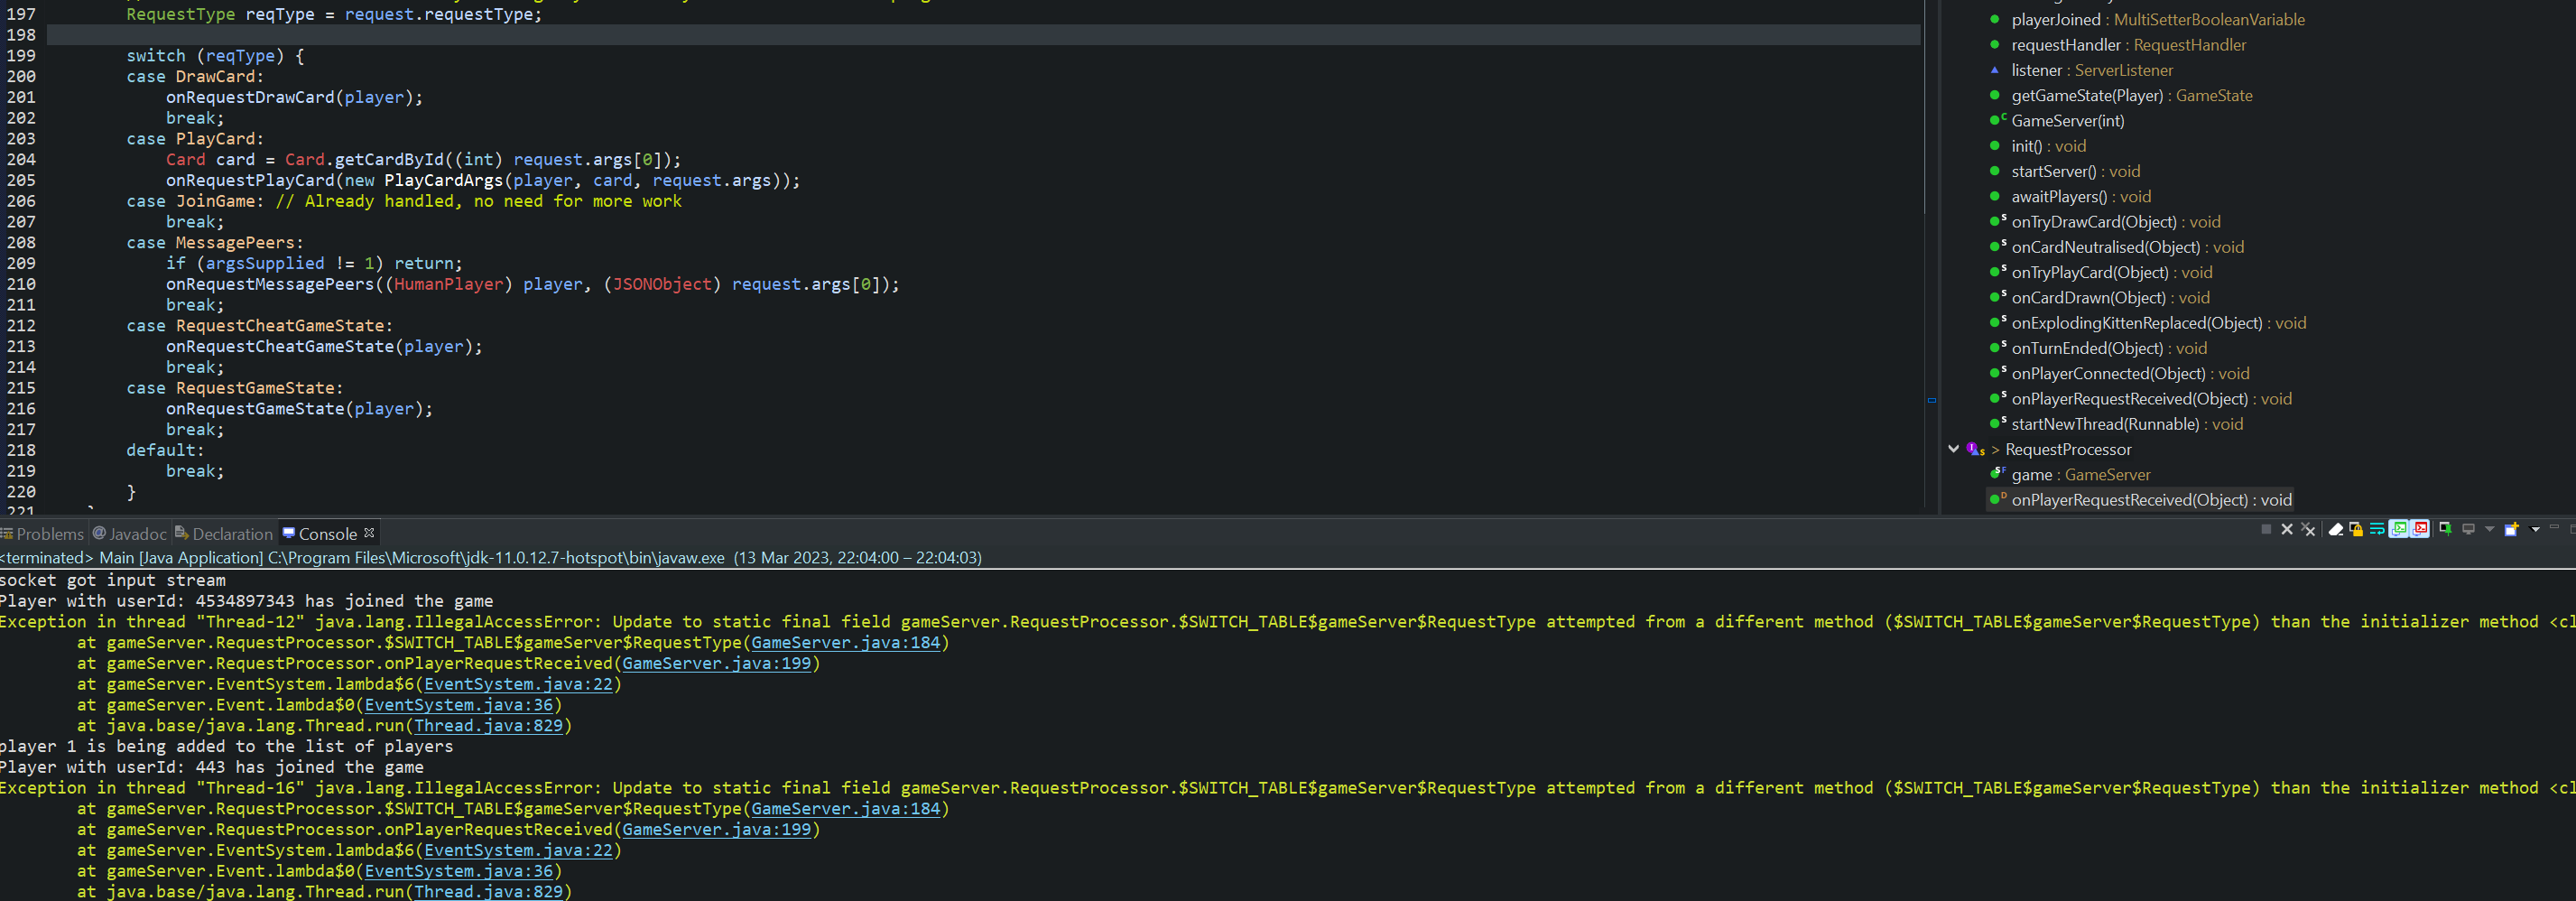 197 RequestType reqType = request.requestType;
198
199 switch (reqType) {
200 case DrawCard:
201 onRequestDrawCard(player);
202 break;
203 case PlayCard:
204 Card card = Card.getCardById((int) request.args[0]);
205 onRequestPlayCard(new PlayCardArgs(player, card, request.args));
206 case JoinGame: // Already handled, no need for more work
207 break;
208 case MessagePeers:
209 if (argsSupplied != 1) return;
210 onRequestMessagePeers((HumanPlayer) player, (JSONObject) request.args[0]);
211 break;
212 case RequestCheatGameState:
213 onRequestCheatGameState(player);
214 break;
215 case RequestGameState:
216 onRequestGameState(player);
217 break;
218 default:
219 break;
220 }
221
playerJoined : MultiSetterBooleanVariable
requestHandler : RequestHandler
listener : ServerListener
getGameState(Player) : GameState
GameServer(int)
init() : void
startServer() : void
awaitPlayers() : void
onTryDrawCard(Object) : void
onCardNeutralised(Object) : void
onTryPlayCard(Object) : void
onCardDrawn(Object) : void
onExplodingKittenReplaced(Object) : void
onTurnEnded(Object) : void
onPlayerConnected(Object) : void
onPlayerRequestReceived(Object) : void
startNewThread(Runnable) : void
> RequestProcessor
game : GameServer
onPlayerRequestReceived(Object) : void
Problems @ Javadoc Declaration Console
<terminated> Main [Java Application] C:\Program Files\Microsoft\jdk-11.0.12.7-hotspot\bin\javaw.exe (13 Mar 2023, 22:04:00 – 22:04:03)
socket got input stream
Player with userId: 4534897343 has joined the game
Exception in thread "Thread-12" java.lang.IllegalAccessError: Update to static final field gameServer.RequestProcessor.$SWITCH_TABLE$gameServer$RequestType attempted from a different method ($SWITCH_TABLE$gameServer$RequestType) than the initializer method <cl
at gameServer.RequestProcessor.$SWITCH_TABLE$gameServer$RequestType(GameServer.java:184)
at gameServer.RequestProcessor.onPlayerRequestReceived(GameServer.java:199)
at gameServer.EventSystem.lambda$6(EventSystem.java:22)
at gameServer.Event.lambda$0(EventSystem.java:36)
at java.base/java.lang.Thread.run(Thread.java:829)
player 1 is being added to the list of players
Player with userId: 443 has joined the game
Exception in thread "Thread-16" java.lang.IllegalAccessError: Update to static final field gameServer.RequestProcessor.$SWITCH_TABLE$gameServer$RequestType attempted from a different method ($SWITCH_TABLE$gameServer$RequestType) than the initializer method <cl
at gameServer.RequestProcessor.$SWITCH_TABLE$gameServer$RequestType(GameServer.java:184)
at gameServer.RequestProcessor.onPlayerRequestReceived(GameServer.java:199)
at gameServer.EventSystem.lambda$6(EventSystem.java:22)
at gameServer.Event.lambda$0(EventSystem.java:36)
at java.base/java.lang.Thread.run(Thread.java:829)